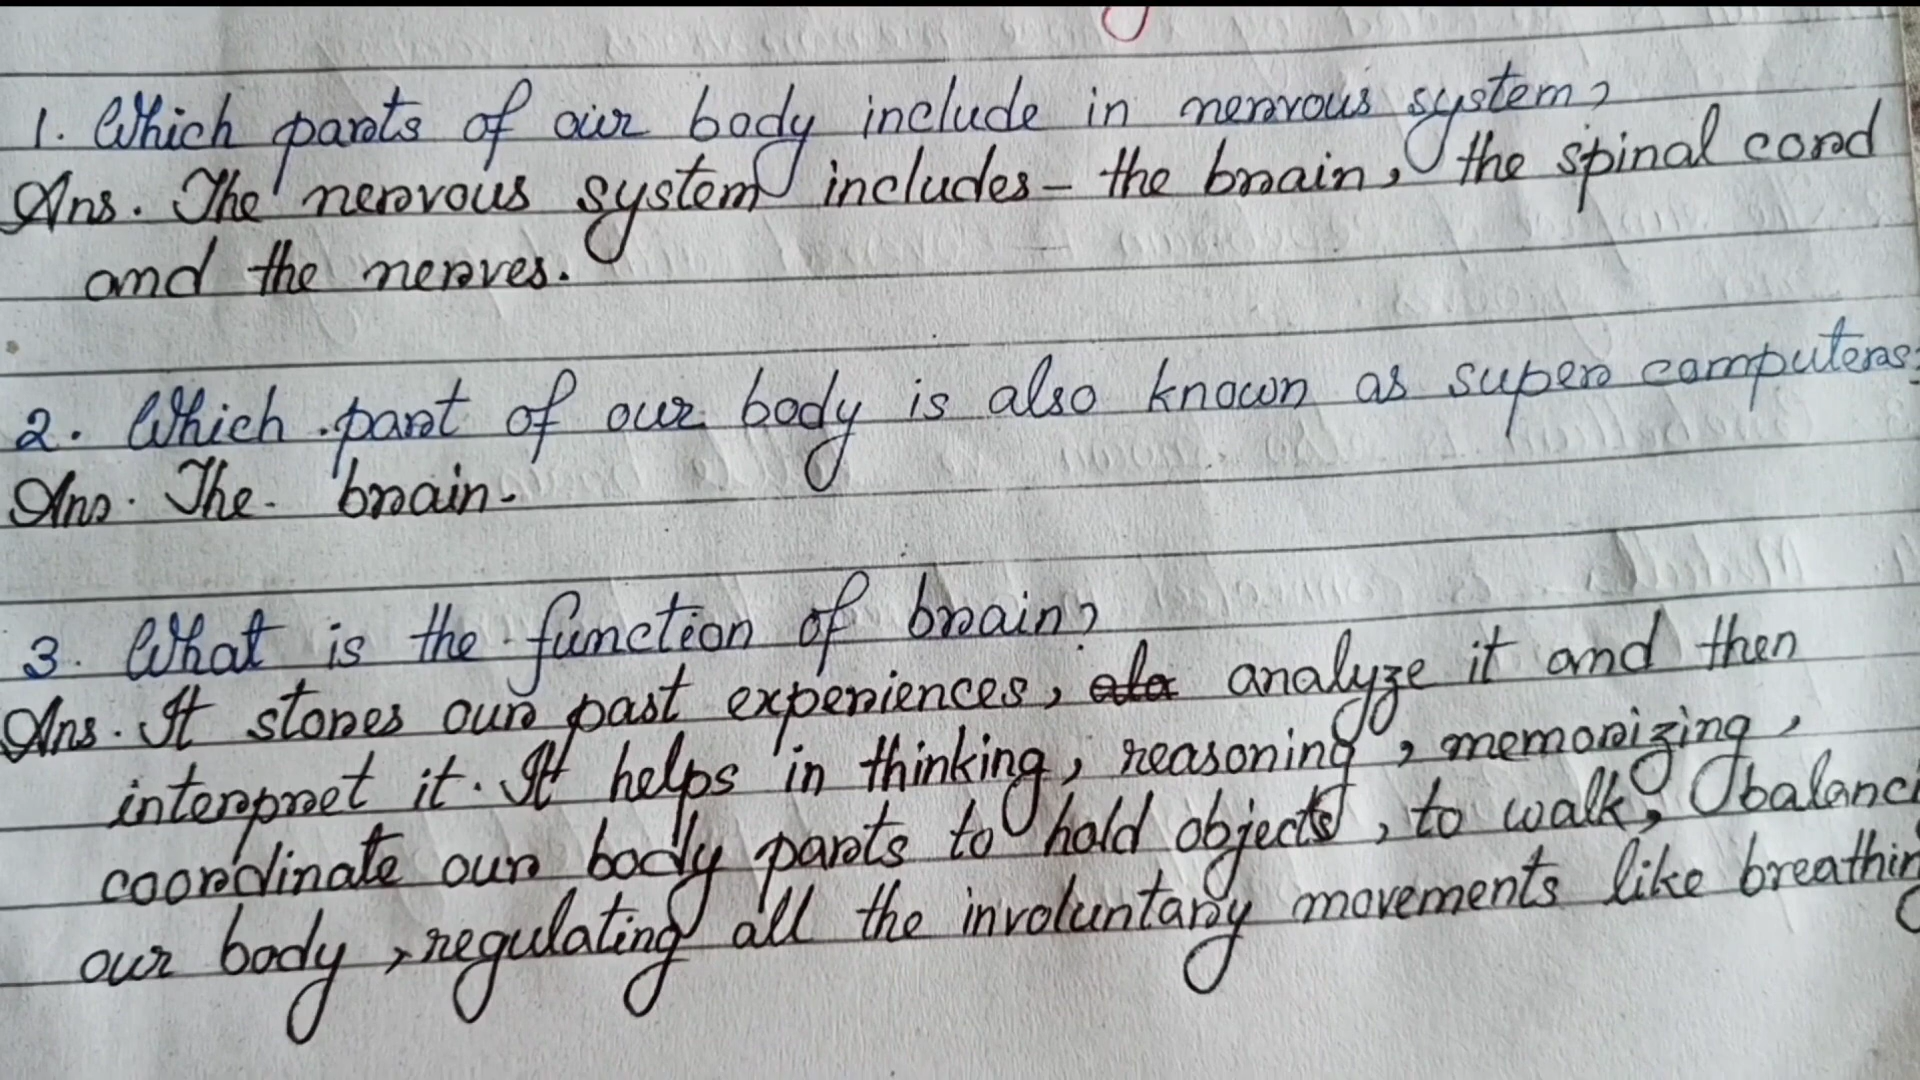 1. Which parts of our body include in nervous system?
Ans. The nervous system includes- the brain, the spinal cord
and the nerves.
2. Which part of our body is also known as super computers?
Ans. The brain.
3. What is the function of brain?
Ans. It stores our past experiences, analyze it and then
interpret it. It helps in thinking, reasoning, memorizing,
coordinate our body parts to hold objects, to walk, balanci
our body, regulating all the involuntary movements like breathing